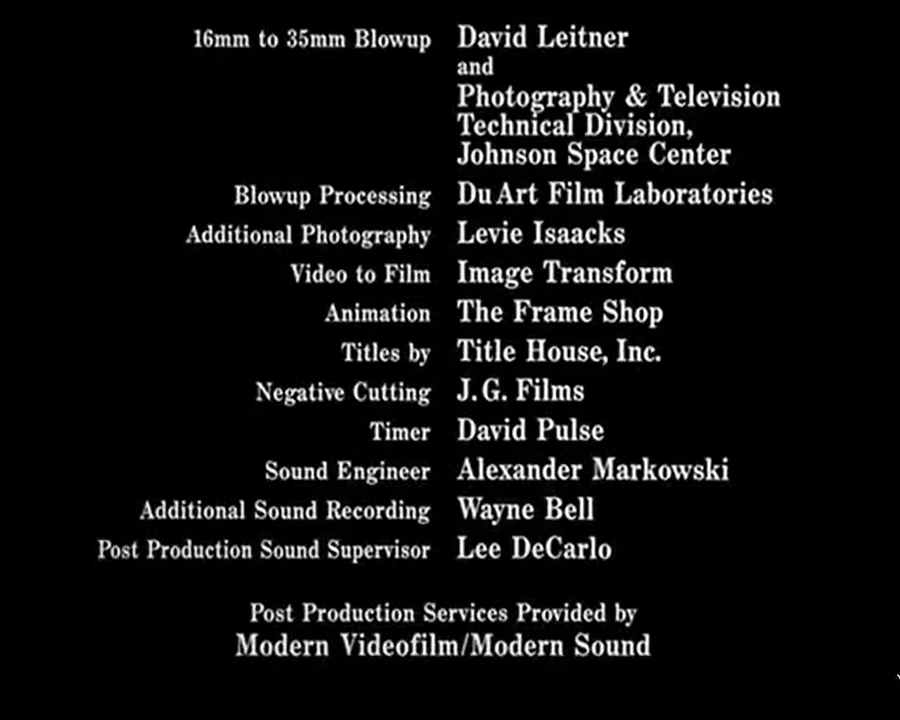 16mm to 35mm Blowup David Leitner
and
Photography & Television
Technical Division,
Johnson Space Center
Blowup Processing Du Art Film Laboratories
Additional Photography Levie Isaacks
Video to Film Image Transform
Animation The Frame Shop
Titles by Title House, Inc.
Negative Cutting J.G. Films
Timer David Pulse
Sound Engineer Alexander Markowski
Additional Sound Recording Wayne Bell
Post Production Sound Supervisor Lee DeCarlo
Post Production Services Provided by
Modern Videofilm/Modern Sound